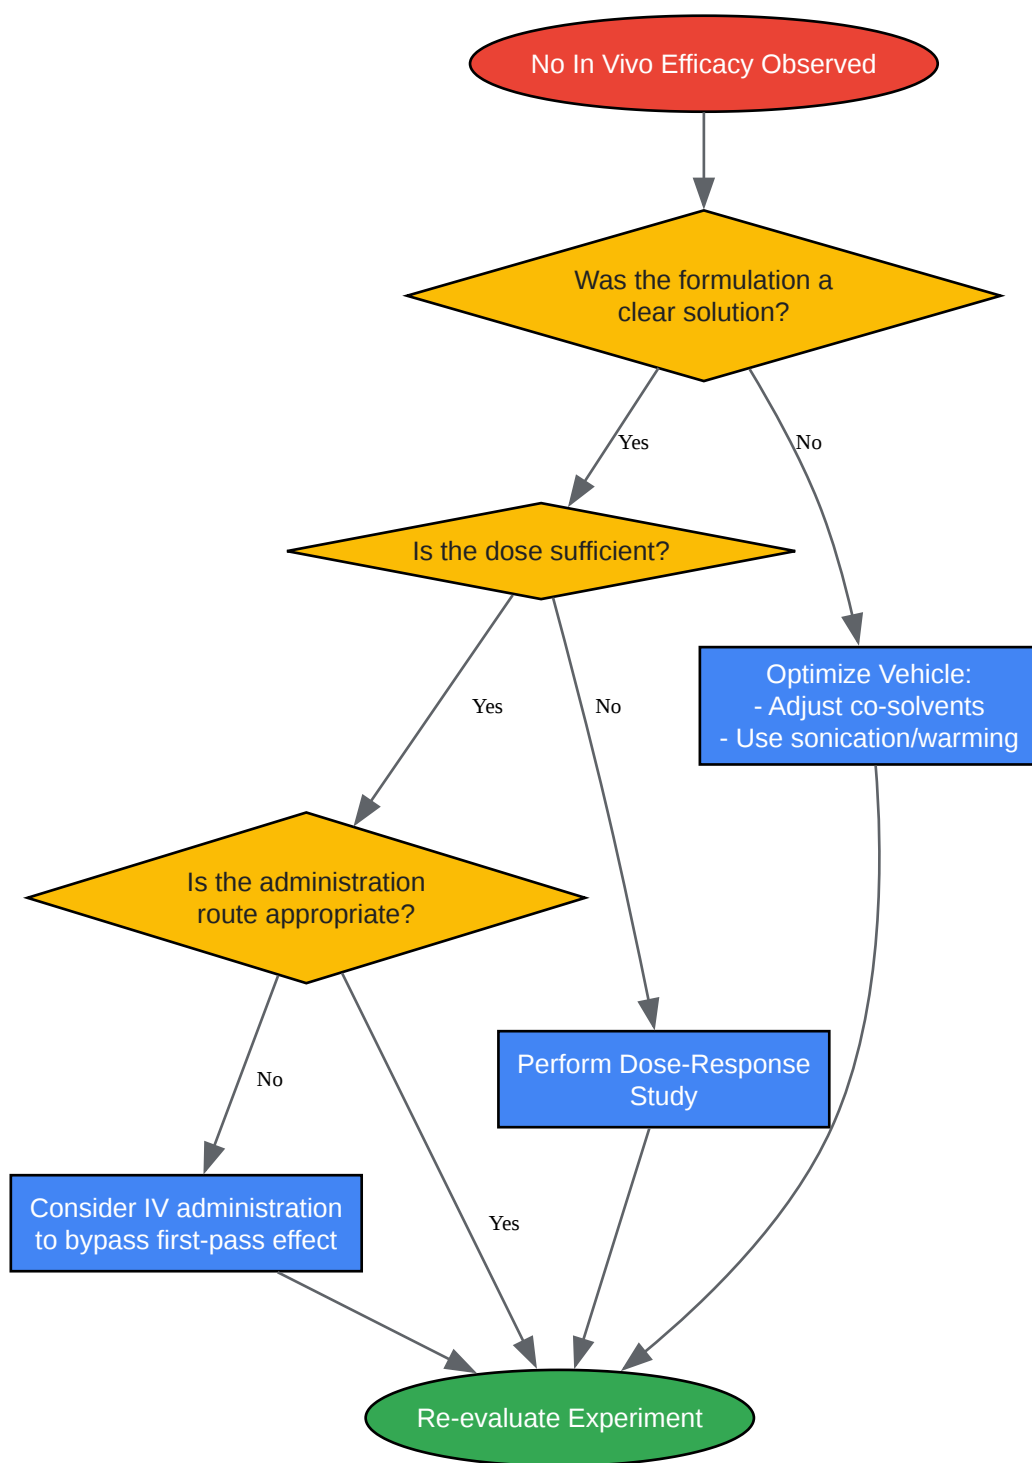 No In Vivo Efficacy Observed
Was the formulation a
clear solution?
Yes
No
Is the dose sufficient?
Optimize Vehicle:
- Adjust co-solvents
- Use sonication/warming
Yes
No
Is the administration
route appropriate?
Perform Dose-Response
Study
No
Consider IV administration
to bypass first-pass effect
Yes
Re-evaluate Experiment